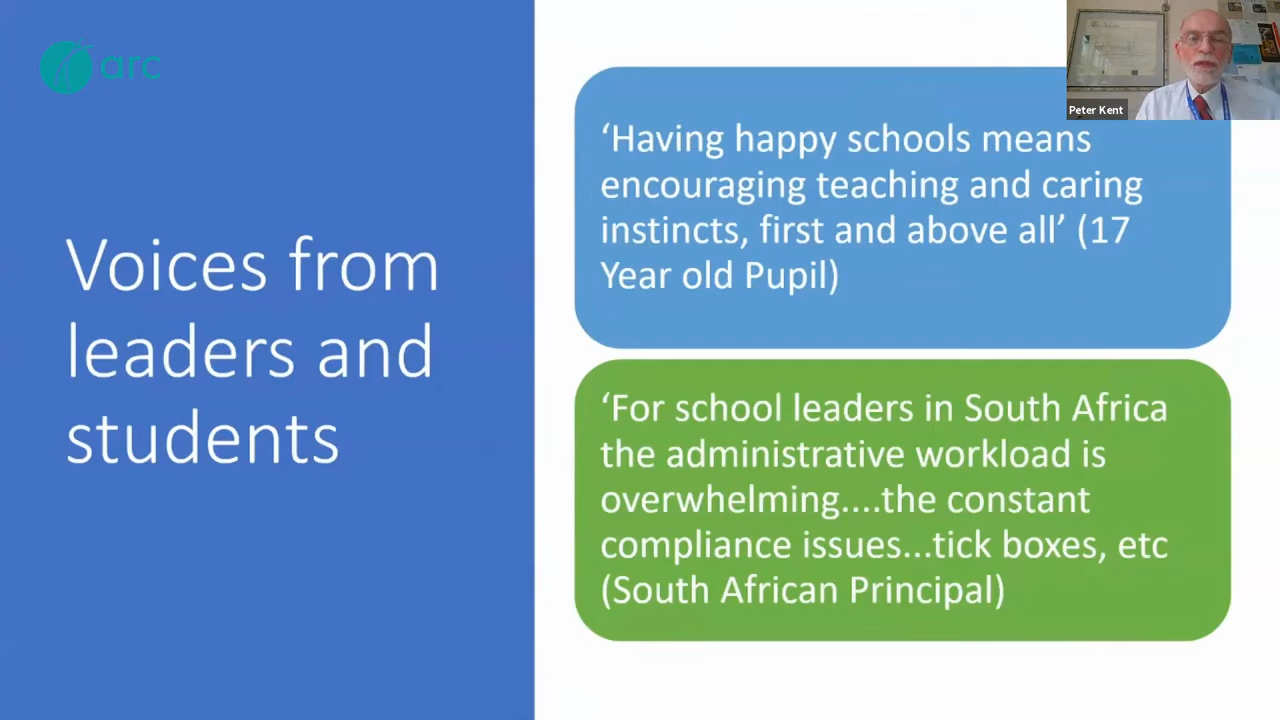 arc
Peter Kent
Voices from
leaders and
students
‘Having happy schools means
encouraging teaching and caring
instincts, first and above all’ (17
Year old Pupil)
‘For school leaders in South Africa
the administrative workload is
overwhelming....the constant
compliance issues...tick boxes, etc
(South African Principal)